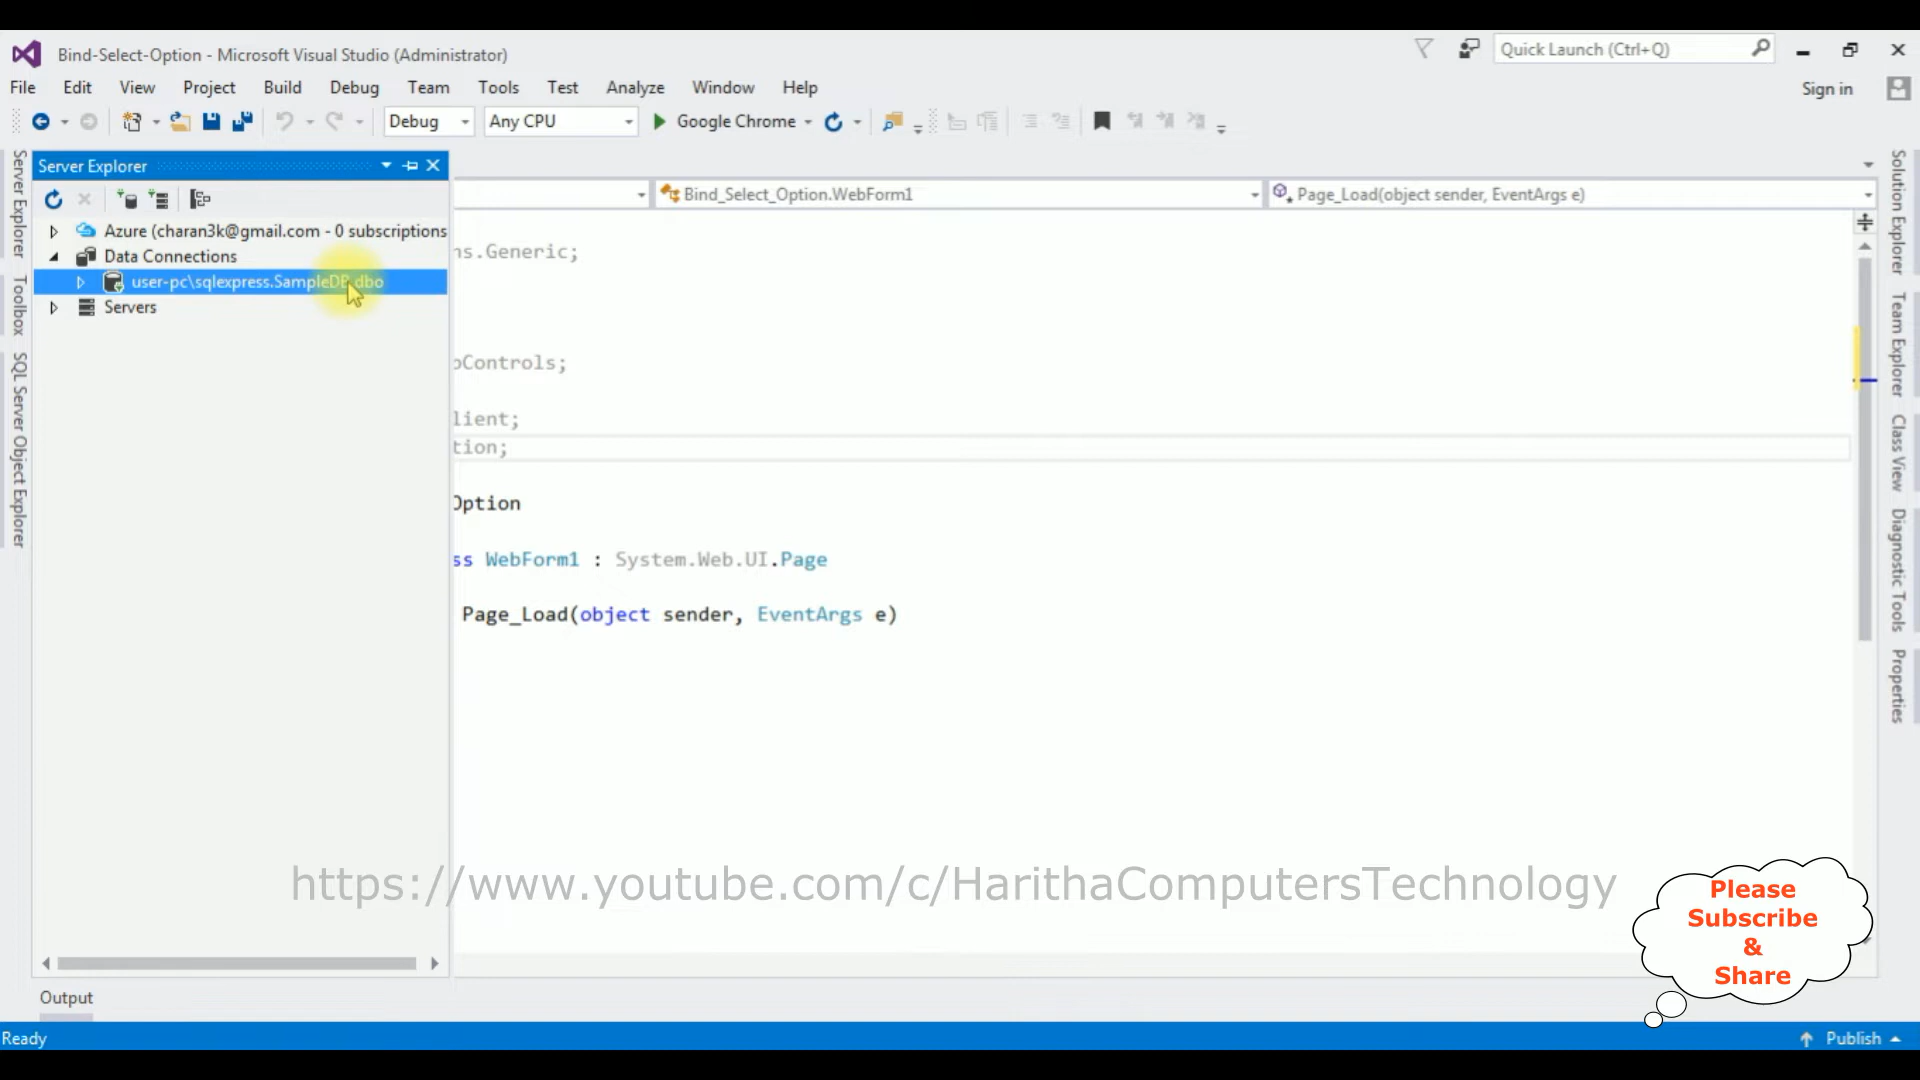 Bind-Select-Option - Microsoft Visual Studio (Administrator)
Quick Launch (Ctrl+Q)
File Edit View Project Build Debug Team Tools Test Analyze Window Help
Sign in
Debug Any CPU Google Chrome
Server Explorer
Toolbox
SQL Server Object Explorer
Server Explorer
Azure (charan3k@gmail.com - 0 subscriptions
Data Connections
user-pc\sqlexpress.SampleDB.dbo
Servers
Bind_Select_Option.WebForm1
Page_Load(object sender, EventArgs e)
ns.Generic;
oControls;
lient;
tion;
Option
ss WebForm1 : System.Web.UI.Page
Page_Load(object sender, EventArgs e)
Solution Explorer
Team Explorer
Class View
Diagnostic Tools
Properties
https://www.youtube.com/c/HarithaComputersTechnology
Please
Subscribe
&
Share
Output
Ready
Publish